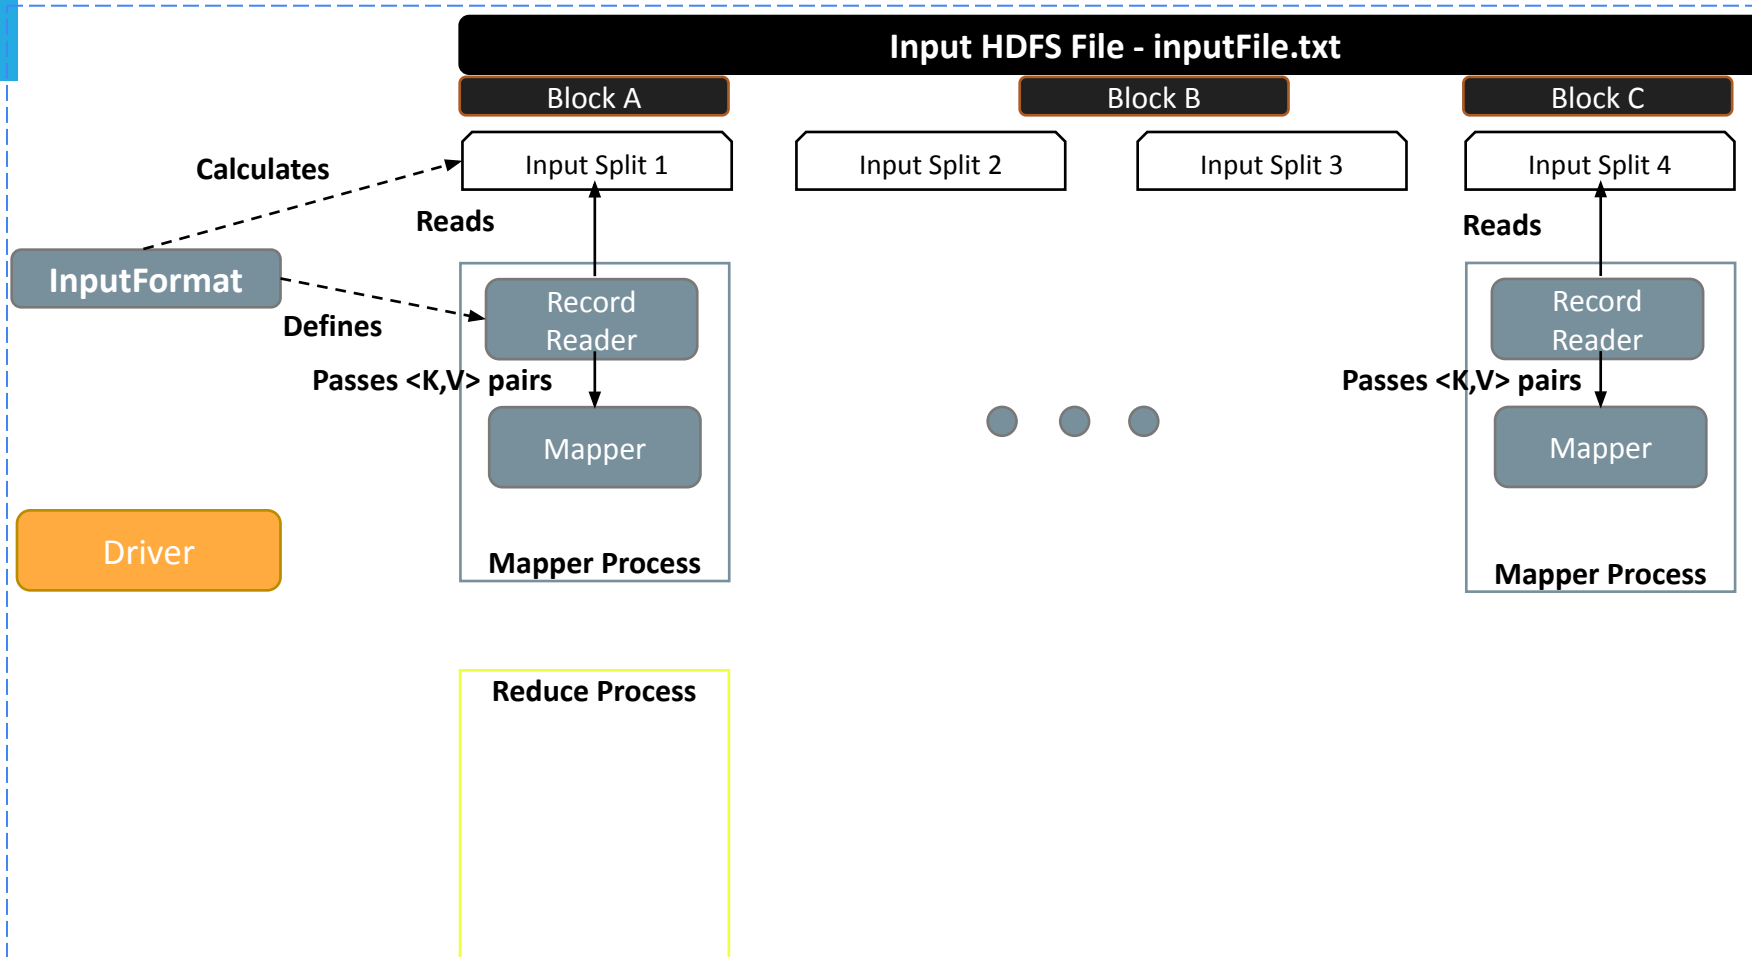 Input HDFS File - inputFile.txt
Block A
Block B
Block C
Input Split 1
Input Split 2
Input Split 3
Input Split 4
Calculates
Reads
Reads
InputFormat
Defines
Record
Reader
Record
Reader
Passes <K,V> pairs
Passes <K,V> pairs
Mapper
Mapper
Driver
Mapper Process
Mapper Process
Reduce Process